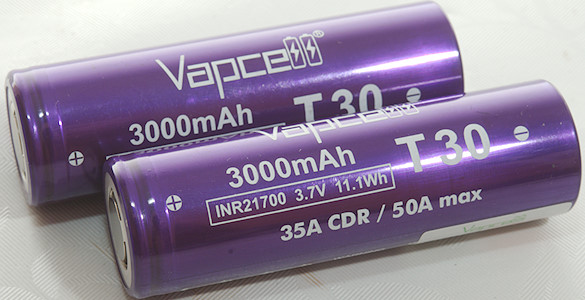 Vapcell®
3000mAh T30
Vapcell
3000mAh T30
INR21700 3.7V 11.1Wh
35A CDR / 50A max